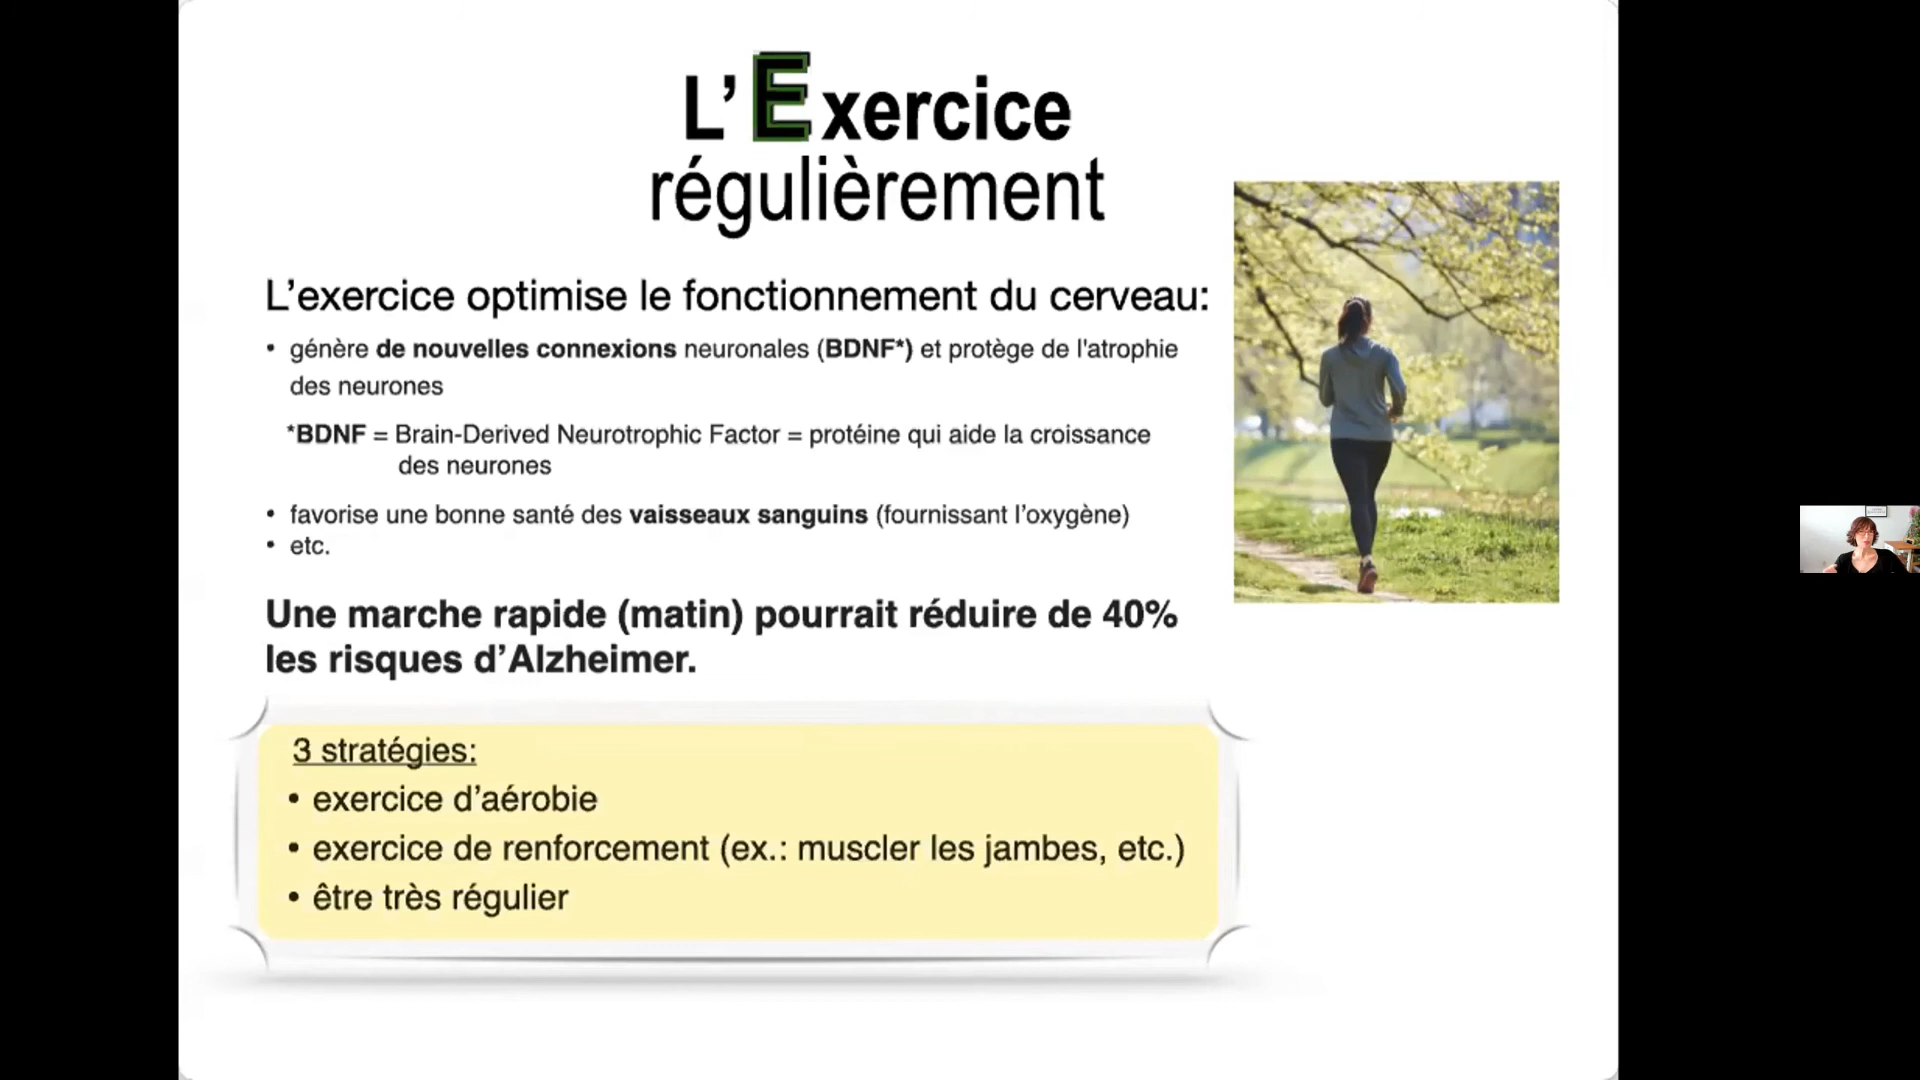 L’Exercice
régulièrement
L’exercice optimise le fonctionnement du cerveau:
• génère de nouvelles connexions neuronales (BDNF*) et protège de l'atrophie
des neurones
*BDNF = Brain-Derived Neurotrophic Factor = protéine qui aide la croissance
des neurones
• favorise une bonne santé des vaisseaux sanguins (fournissant l’oxygène)
• etc.
Une marche rapide (matin) pourrait réduire de 40%
les risques d’Alzheimer.
3 stratégies:
• exercice d’aérobie
• exercice de renforcement (ex.: muscler les jambes, etc.)
• être très régulier